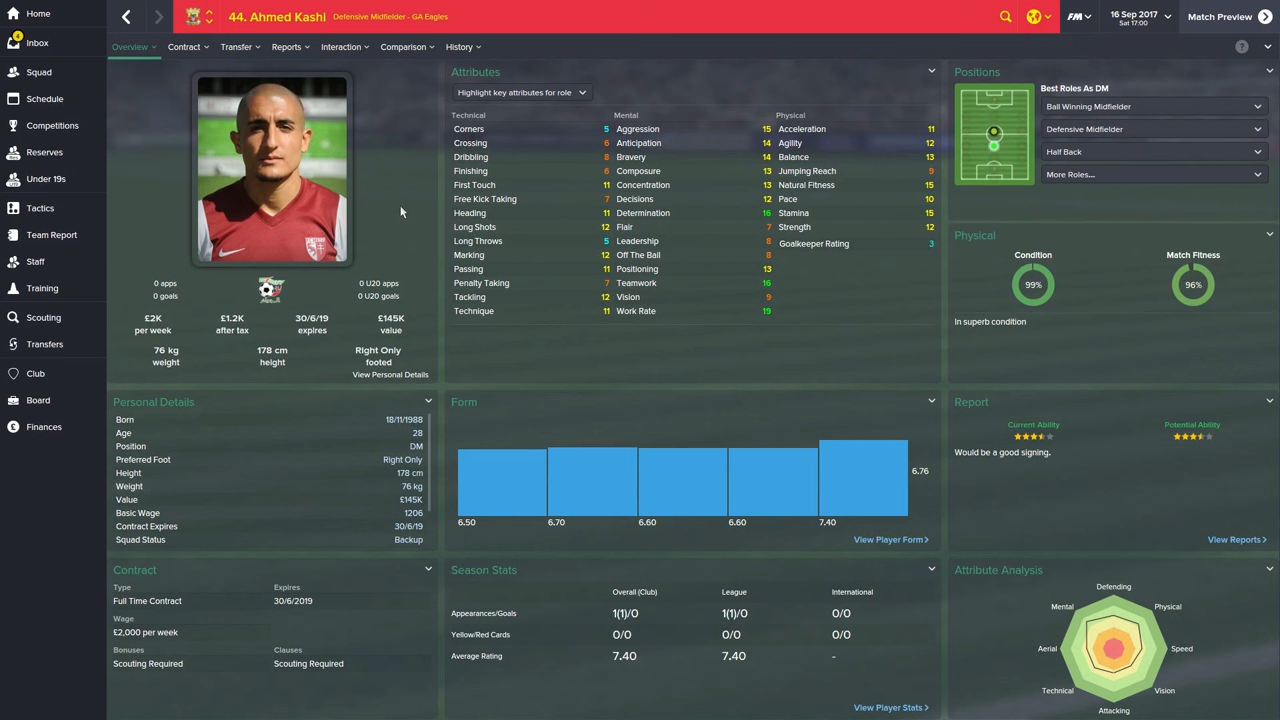 Home
4
Inbox
Squad
Schedule
Competitions
Reserves
Under 19s
Tactics
Team Report
Staff
Training
Scouting
Transfers
Club
Board
Finances
44. Ahmed Kashi Defensive Midfielder - GA Eagles
FM
16 Sep 2017
Sat 17:00
Match Preview
Overview Contract Transfer Reports Interaction Comparison History
?
0 apps 0 U20 apps
0 goals 0 U20 goals
£2K £1.2K 30/6/19 £145K
per week after tax expires value
76 kg 178 cm Right Only
weight height footed
View Personal Details
Attributes
Highlight key attributes for role
Technical Mental Physical
Corners 5 Aggression 15 Acceleration 11
Crossing 6 Anticipation 14 Agility 12
Dribbling 8 Bravery 14 Balance 13
Finishing 6 Composure 13 Jumping Reach 9
First Touch 11 Concentration 13 Natural Fitness 15
Free Kick Taking 7 Decisions 12 Pace 10
Heading 11 Determination 16 Stamina 15
Long Shots 12 Flair 7 Strength 12
Long Throws 5 Leadership 8 Goalkeeper Rating 3
Marking 12 Off The Ball 8
Passing 11 Positioning 13
Penalty Taking 7 Teamwork 16
Tackling 12 Vision 9
Technique 11 Work Rate 19
Positions
Best Roles As DM
Ball Winning Midfielder
Defensive Midfielder
Half Back
More Roles...
Physical
Condition Match Fitness
99% 96%
In superb condition
Personal Details
Born 18/11/1988
Age 28
Position DM
Preferred Foot Right Only
Height 178 cm
Weight 76 kg
Value £145K
Basic Wage 1206
Contract Expires 30/6/19
Squad Status Backup
Form
6.76
6.50 6.70 6.60 6.60 7.40
View Player Form
Report
Current Ability Potential Ability
Would be a good signing.
View Reports
Contract
Type Expires
Full Time Contract 30/6/2019
Wage
£2,000 per week
Bonuses Clauses
Scouting Required Scouting Required
Season Stats
Overall (Club) League International
Appearances/Goals 1(1)/0 1(1)/0 0/0
Yellow/Red Cards 0/0 0/0 0/0
Average Rating 7.40 7.40 -
View Player Stats
Attribute Analysis
Defending
Mental Physical
Aerial Speed
Technical Vision
Attacking